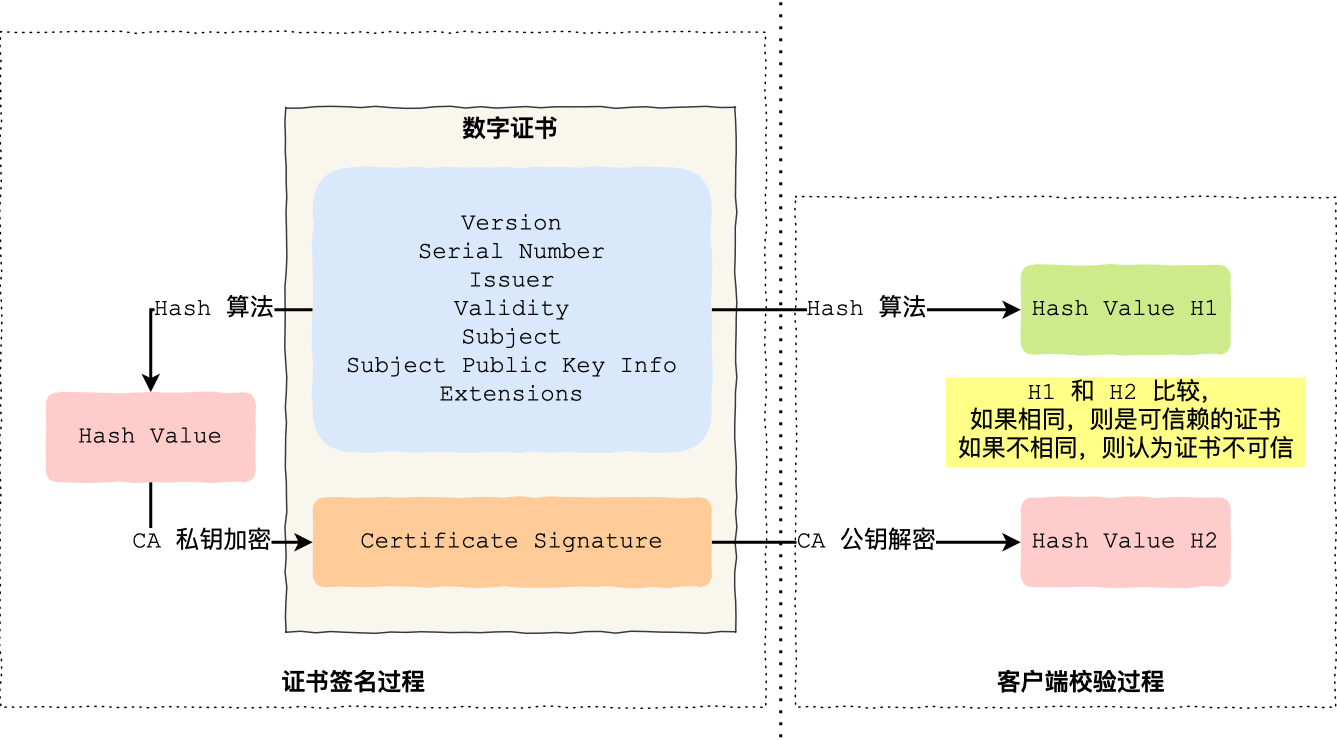 数字证书
Version
Serial Number
Issuer
Validity
Subject
Subject Public Key Info
Extensions
Hash 算法
Hash Value
CA 私钥加密
Certificate Signature
证书签名过程
Hash 算法
Hash Value H1
H1 和 H2 比较，
如果相同，则是可信赖的证书
如果不相同，则认为证书不可信
CA 公钥解密
Hash Value H2
客户端校验过程